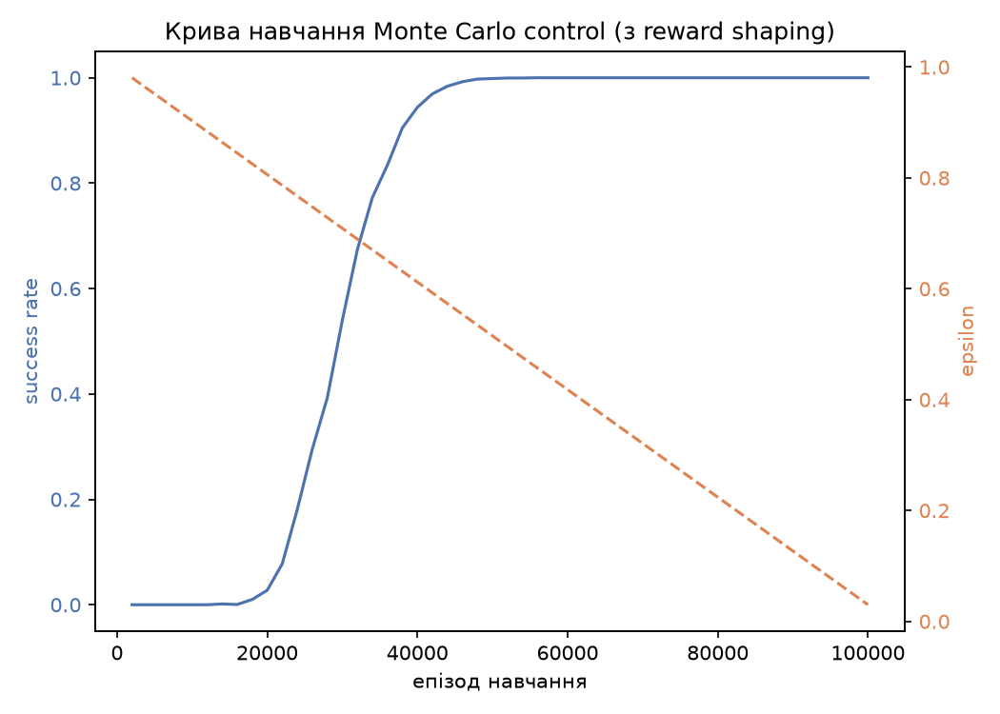 Крива навчання Monte Carlo control (з reward shaping)
success rate
1.0
0.8
0.6
0.4
0.2
0.0
1.0
0.8
0.6
0.4
0.2
0.0
epsilon
0 20000 40000 60000 80000 100000
епізод навчання